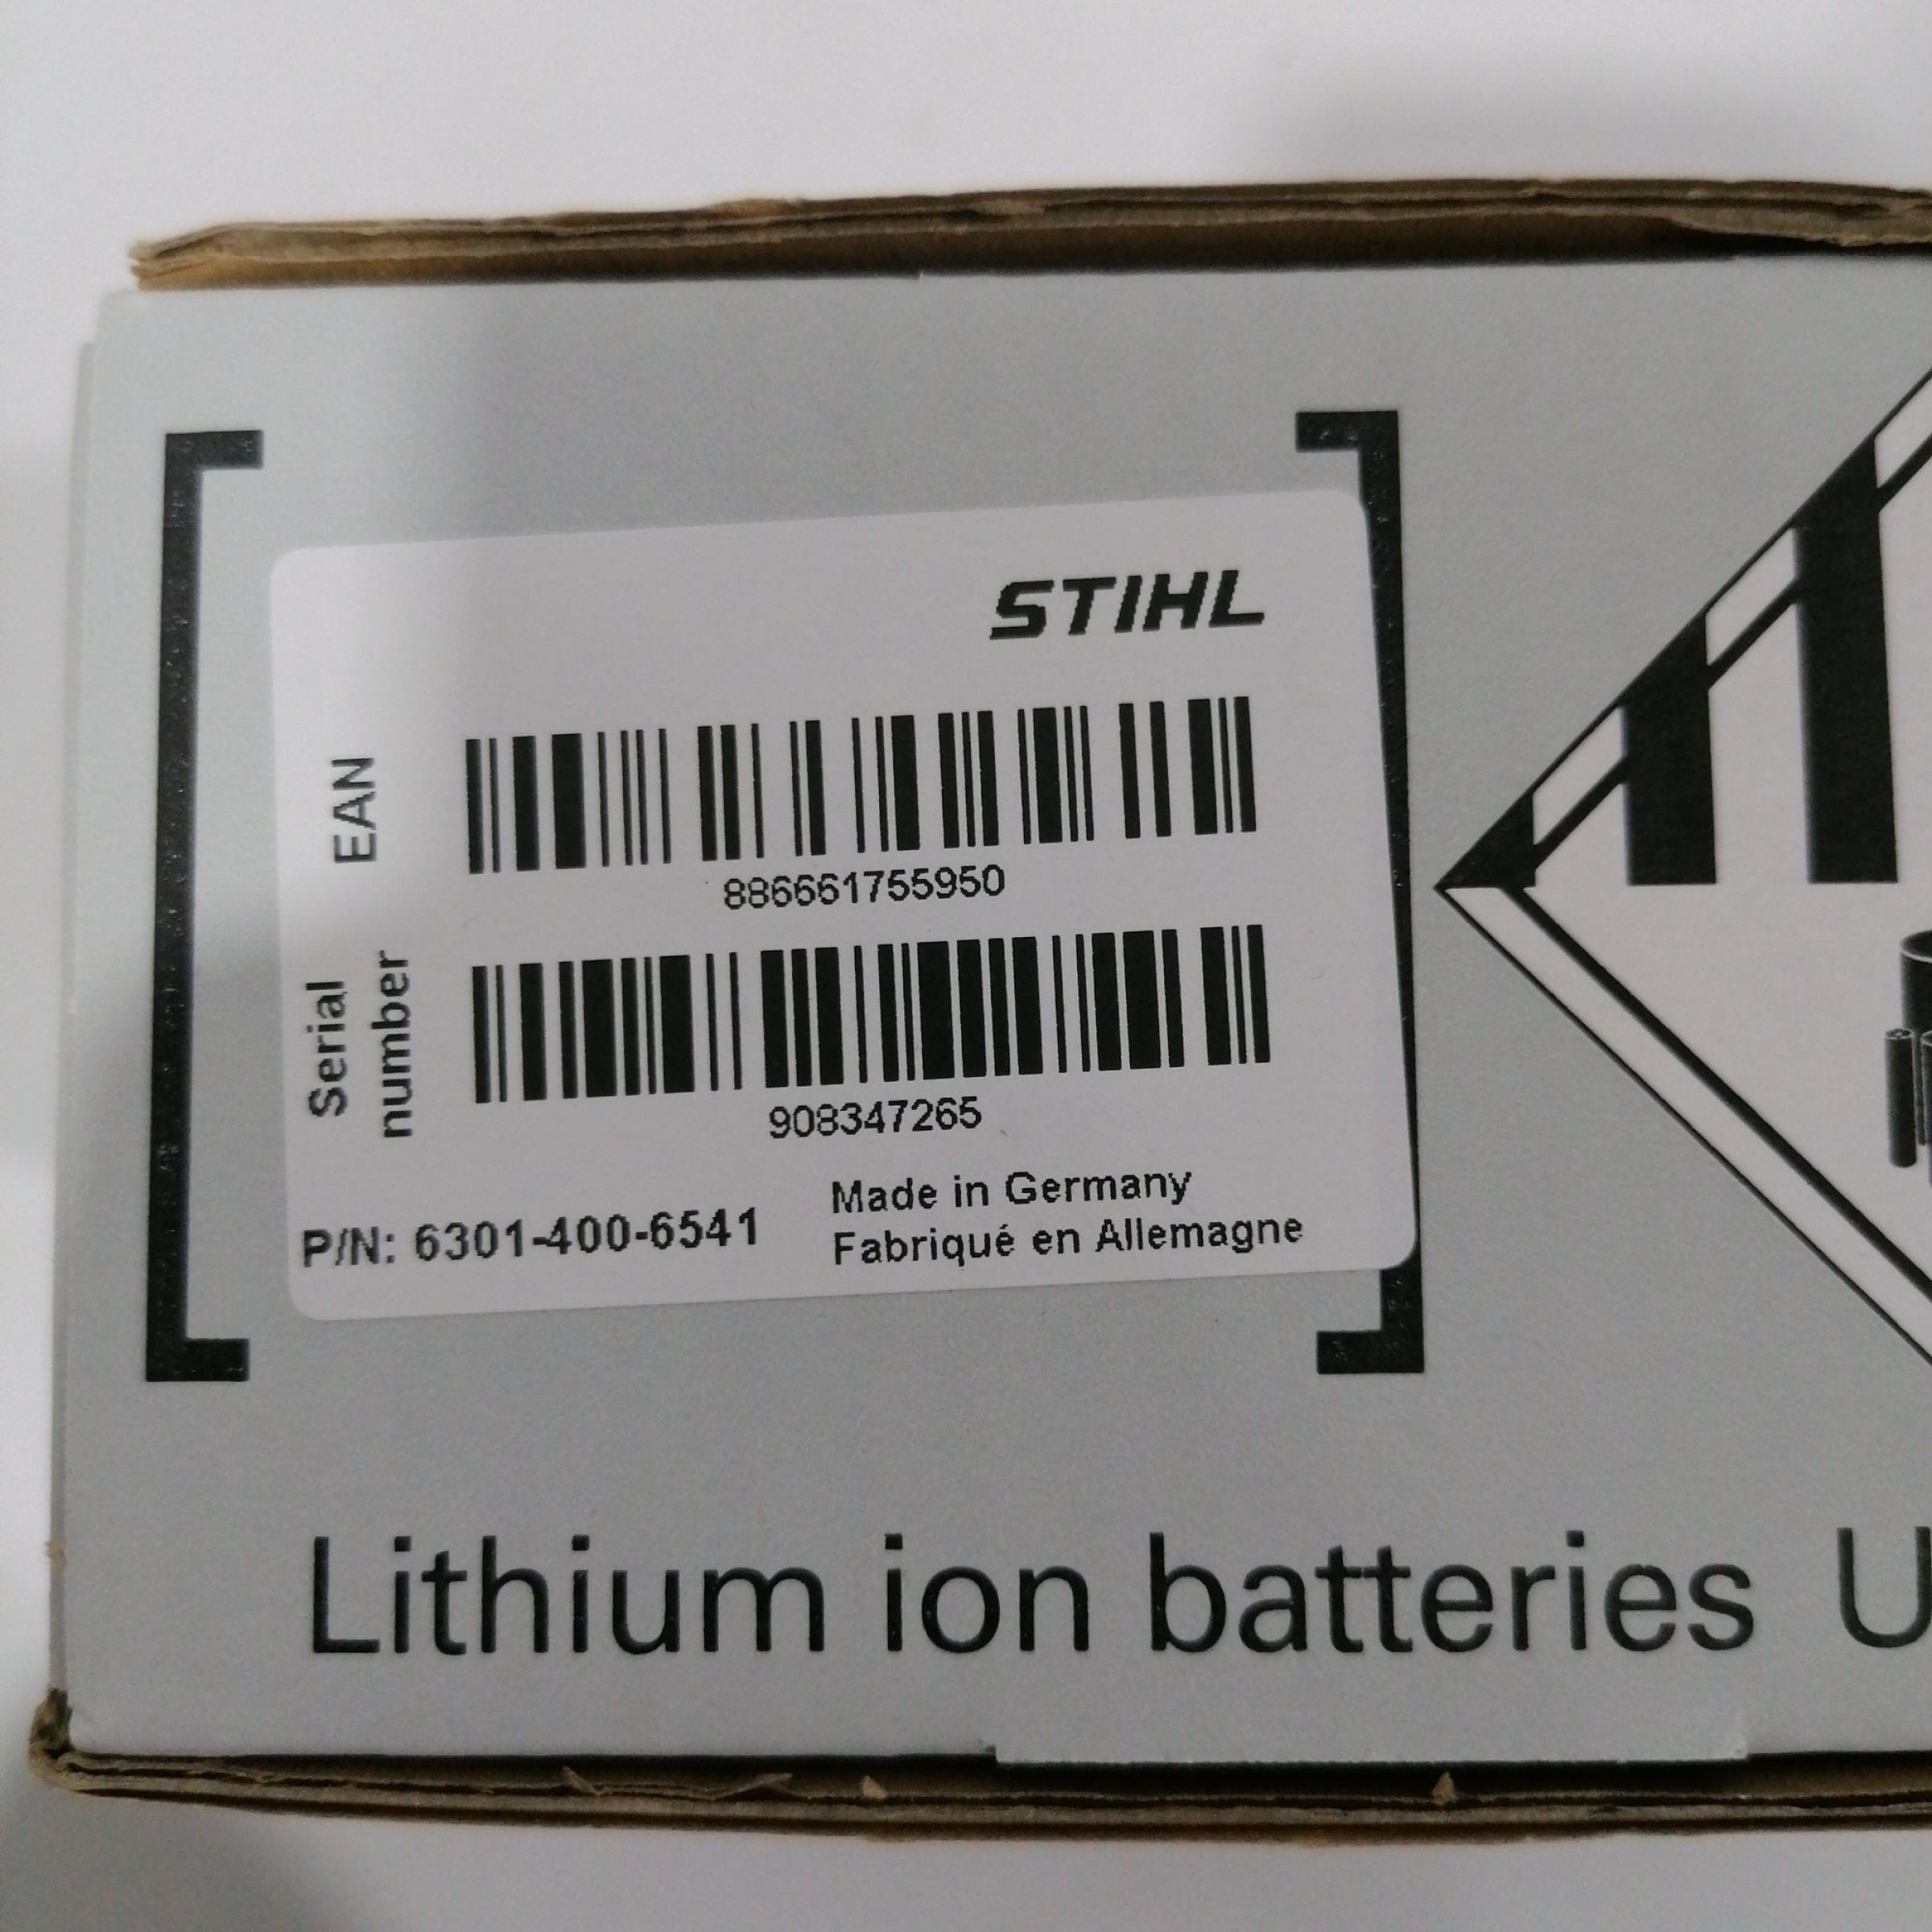 STIHL
EAN
886661755950
Serial
number
908347265
P/N: 6301-400-6541
Made in Germany
Fabriqué en Allemagne
Lithium ion batteries U